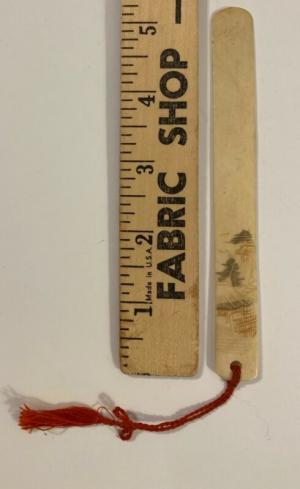 FABRIC SHOP
Made in U.S.A.
1 2 3 4 5